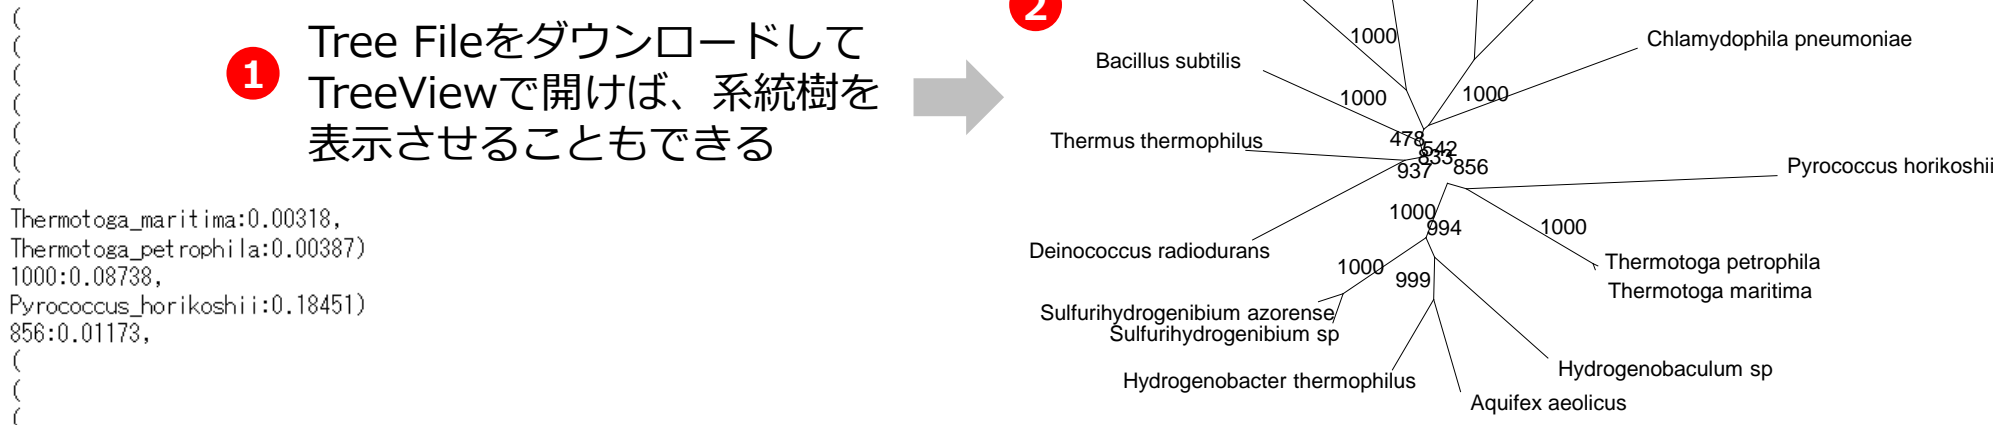 (
(
(
(
(
(
(
Thermotoga_maritima:0.00318,
Thermotoga_petrophila:0.00387)
1000:0.08738,
Pyrococcus_horikoshii:0.18451)
856:0.01173,
(
(
(
1
Tree Fileをダウンロードして
TreeViewで開けば、系統樹を
表示させることもできる
2
1000
Chlamydophila pneumoniae
Bacillus subtilis
1000
1000
Thermus thermophilus
478
542
833
856
937
Pyrococcus horikoshii
1000
994
1000
Deinococcus radiodurans
1000
999
Thermotoga petrophila
Thermotoga maritima
Sulfurihydrogenibium azorense
Sulfurihydrogenibium sp
Hydrogenobaculum sp
Hydrogenobacter thermophilus
Aquifex aeolicus